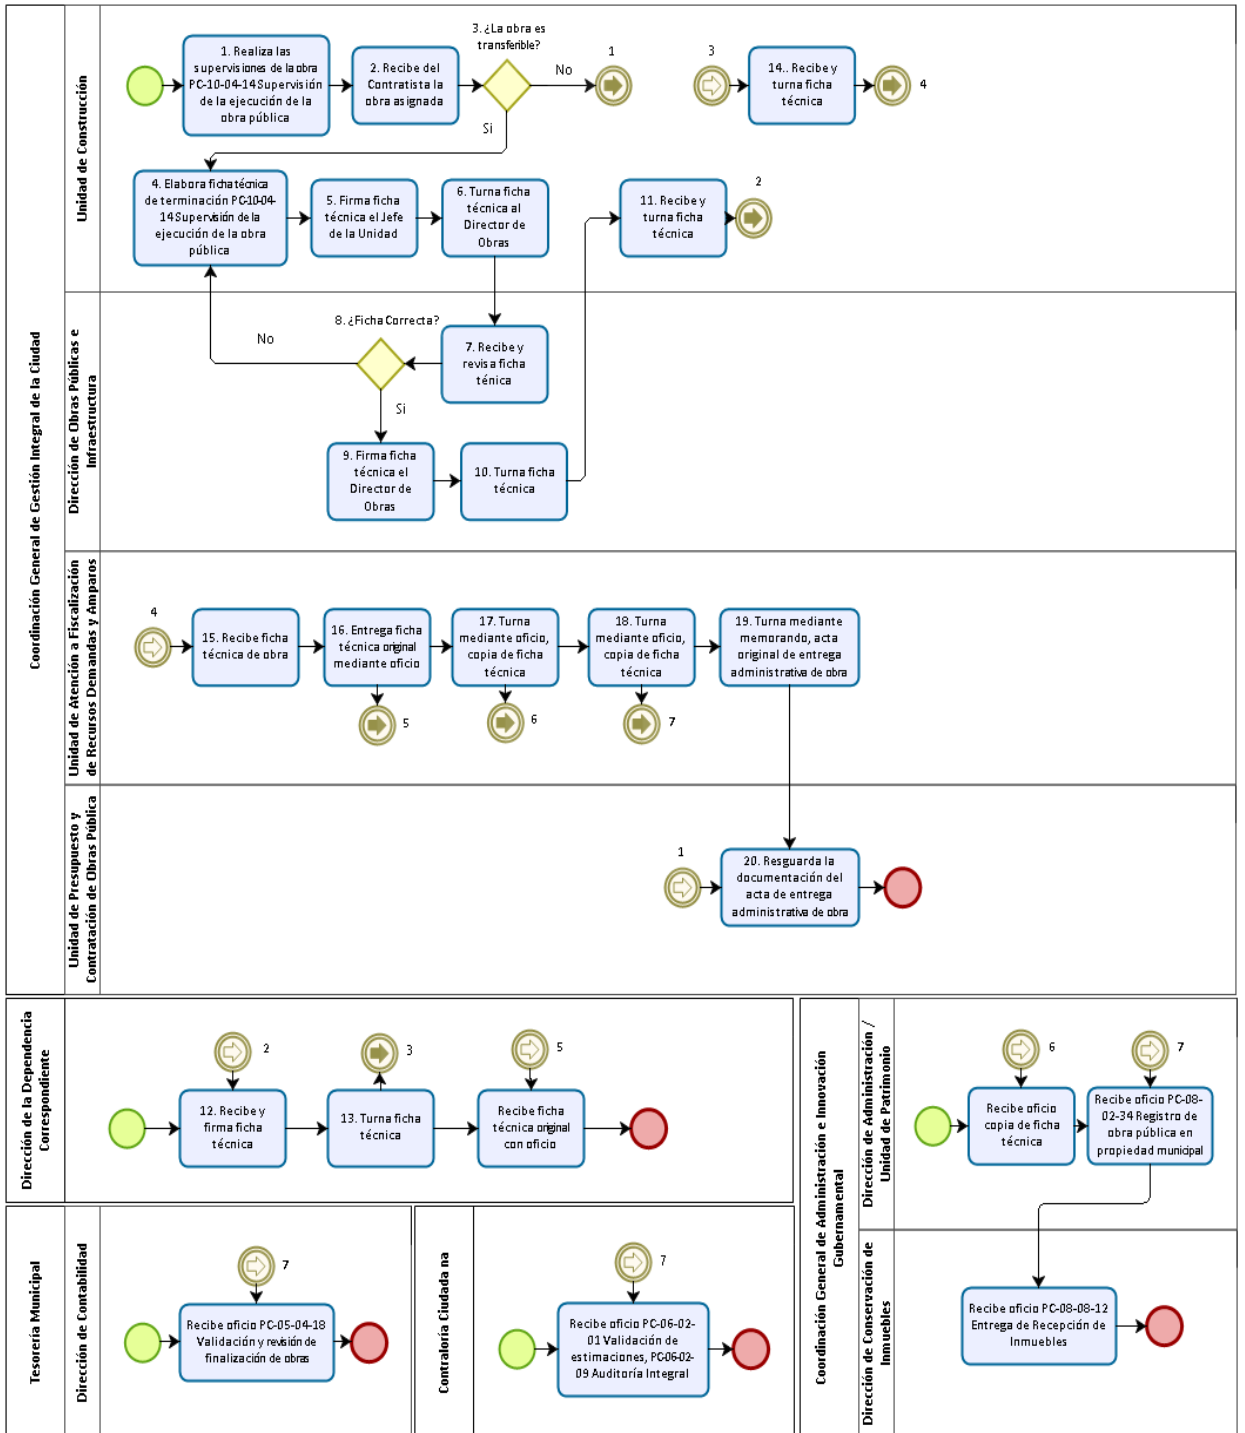 Coordinación General de Gestión Integral de la Ciudad
Unidad de Construcción
1. Realiza las
supervisiones de la obra
PC-10-04-14 Supervisión
de la ejecución de la
obra pública
2. Recibe del
Contratista la
obra asignada
3. ¿La obra es
transferible?
No
1
Si
3
14.. Recibe y
turna ficha
técnica
4
4. Elabora ficha técnica
de terminación PC-10-04-
14 Supervisión de la
ejecución de la obra
pública
5. Firma ficha
técnica el Jefe
de la Unidad
6. Turna ficha
técnica al
Director de
Obras
11. Recibe y
turna ficha
técnica
2
Dirección de Obras Públicas e
Infraestructura
8. ¿Ficha Correcta?
No
Si
7. Recibe y
revisa ficha
ténica
9. Firma ficha
técnica el
Director de
Obras
10. Turna ficha
técnica
Unidad de Atención a Fiscalización
de Recursos Demandas y Amparos
4
15. Recibe ficha
técnica de obra
16. Entrega ficha
técnica original
mediante oficio
17. Turna
mediante oficio,
copia de ficha
técnica
18. Turna
mediante oficio,
copia de ficha
técnica
19. Turna mediante
memorando, acta
original de entrega
administrativa de obra
5
6
7
Unidad de Presupuesto y
Contratación de Obras Pública
1
20. Resguarda la
documentación del
acta de entrega
administrativa de obra
Dirección de la Dependencia
Correspondiente
2
3
5
12. Recibe y
firma ficha
técnica
13. Turna ficha
técnica
Recibe ficha
técnica original
con oficio
Coordinación General de Administración e Innovación
Gubernamental
Dirección de Administración /
Unidad de Patrimonio
6
7
Recibe oficio
copia de ficha
técnica
Recibe oficio PC-08-
02-34 Registro de
obra pública en
propiedad municipal
Dirección de Conservación de
Inmuebles
Recibe oficio PC-08-08-12
Entrega de Recepción de
Inmuebles
Tesorería Municipal
Dirección de Contabilidad
7
Recibe oficio PC-05-04-18
Validación y revisión de
finalización de obras
Contraloría Ciudada na
7
Recibe oficio PC-06-02-
01 Validación de
estimaciones, PC-06-02-
09 Auditoría Integral